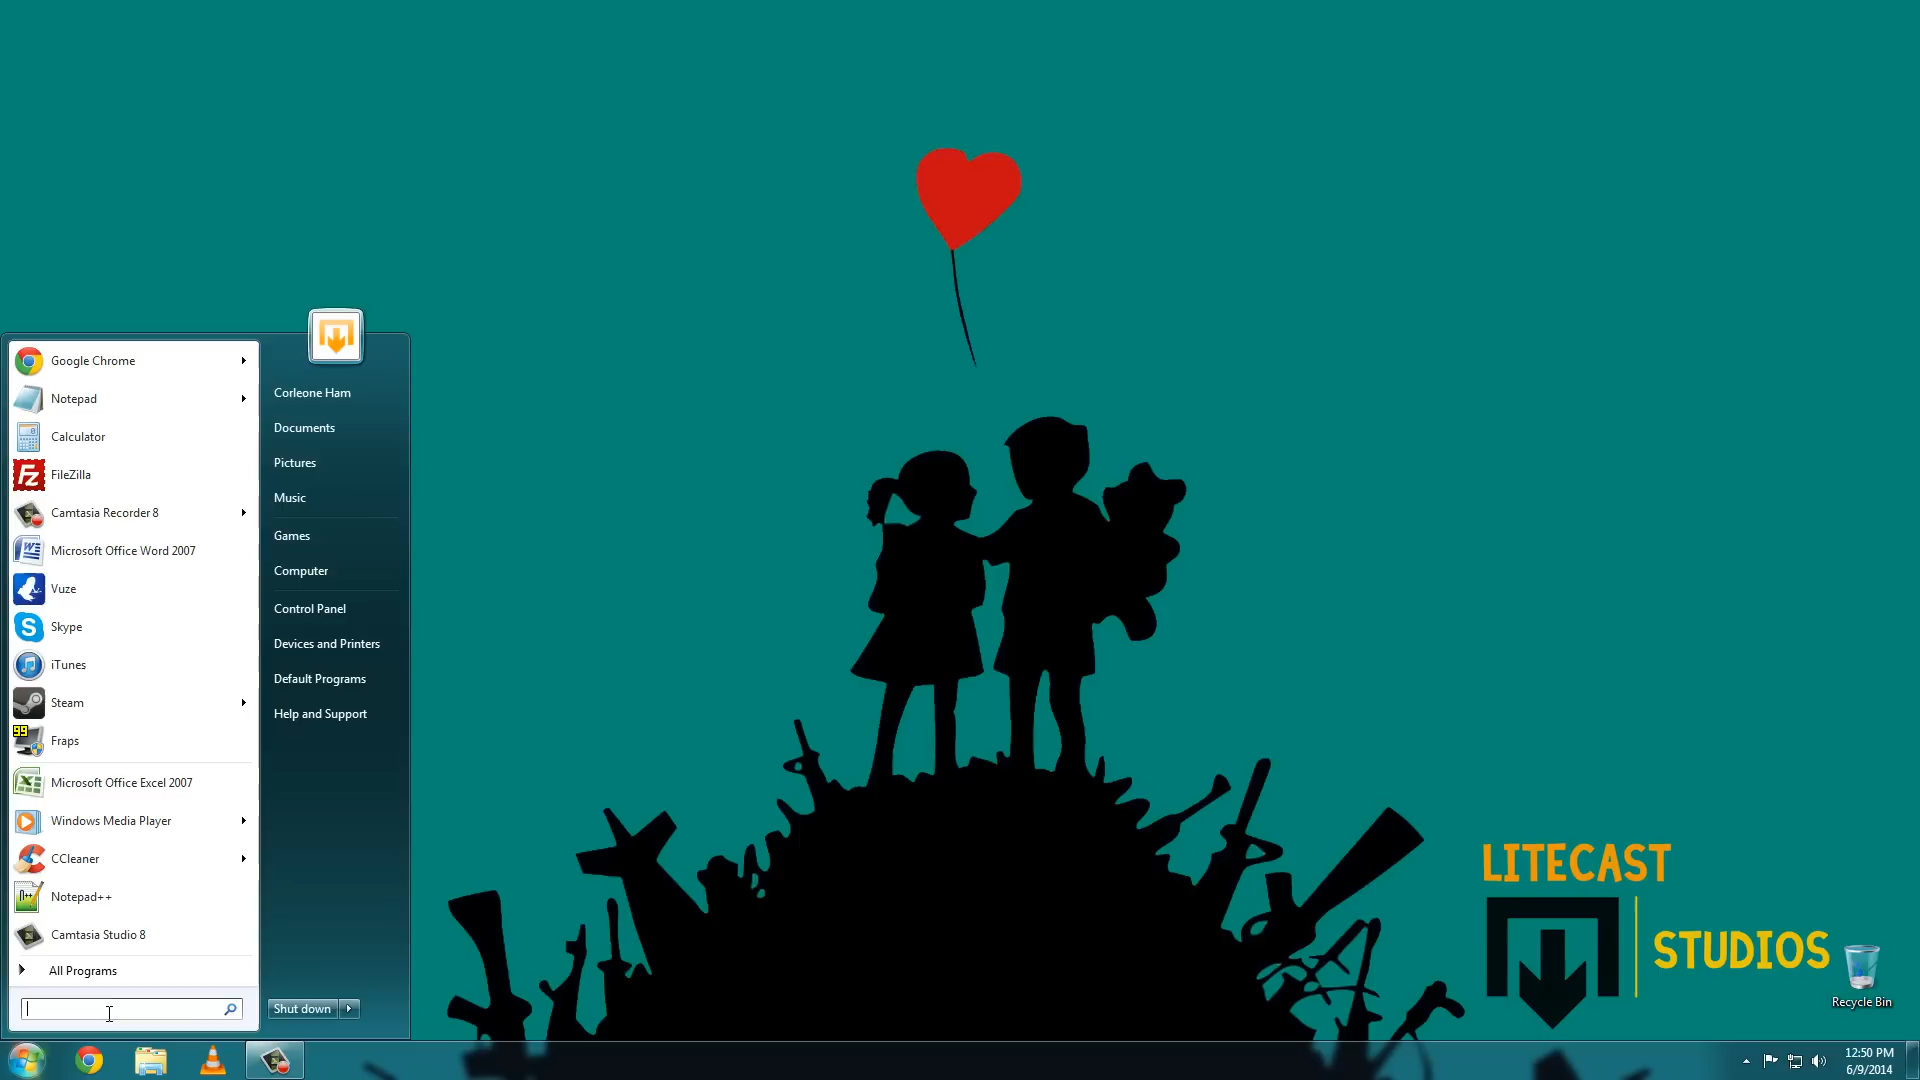 Google Chrome
Notepad
Calculator
FileZilla
Camtasia Recorder 8
Microsoft Office Word 2007
Vuze
Skype
iTunes
Steam
99
Fraps
Microsoft Office Excel 2007
Windows Media Player
CCleaner
Notepad++
Camtasia Studio 8
All Programs
Corleone Ham
Documents
Pictures
Music
Games
Computer
Control Panel
Devices and Printers
Default Programs
Help and Support
Shut down
LITECAST
STUDIOS
Recycle Bin
12:50 PM
6/9/2014